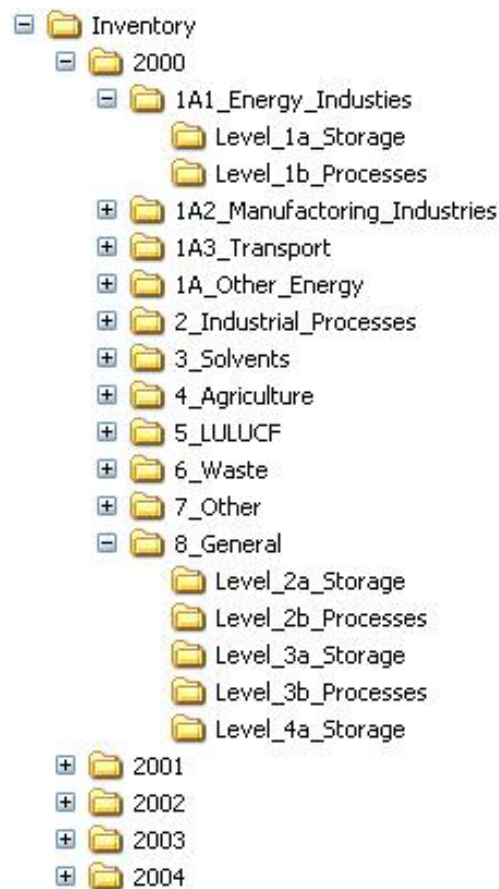 Inventory
2000
1A1_Energy_Industies
Level_1a_Storage
Level_1b_Processes
1A2_Manufactoring_Industries
1A3_Transport
1A_Other_Energy
2_Industrial_Processes
3_Solvents
4_Agriculture
5_LULUCF
6_Waste
7_Other
8_General
Level_2a_Storage
Level_2b_Processes
Level_3a_Storage
Level_3b_Processes
Level_4a_Storage
2001
2002
2003
2004